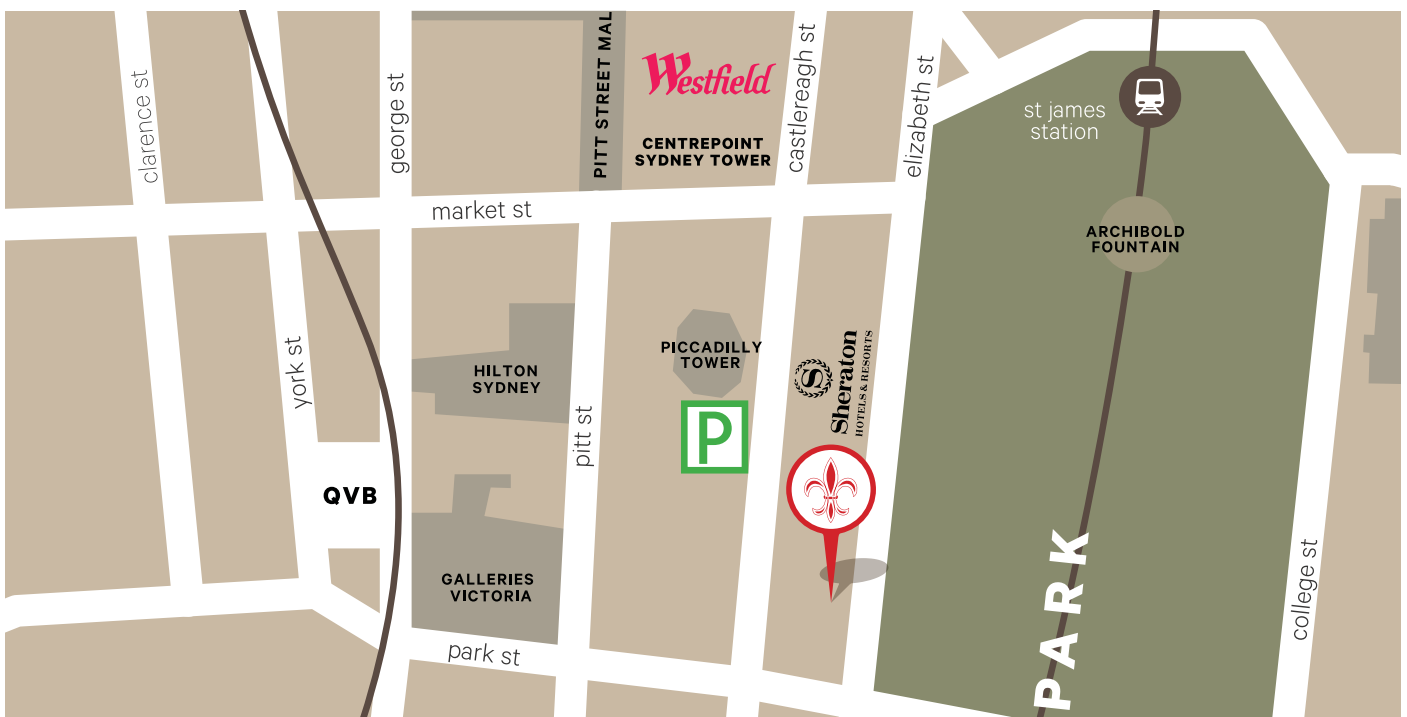 clarence st
george st
PITT STREET MAL
Westfield
CENTREPOINT
SYDNEY TOWER
castlereagh st
elizabeth st
st james
station
market st
ARCHIBOLD
FOUNTAIN
york st
HILTON
SYDNEY
pitt st
PICCADILLY
TOWER
P
S
Sheraton
HOTELS & RESORTS
QVB
GALLERIES
VICTORIA
park st
PARK
college st